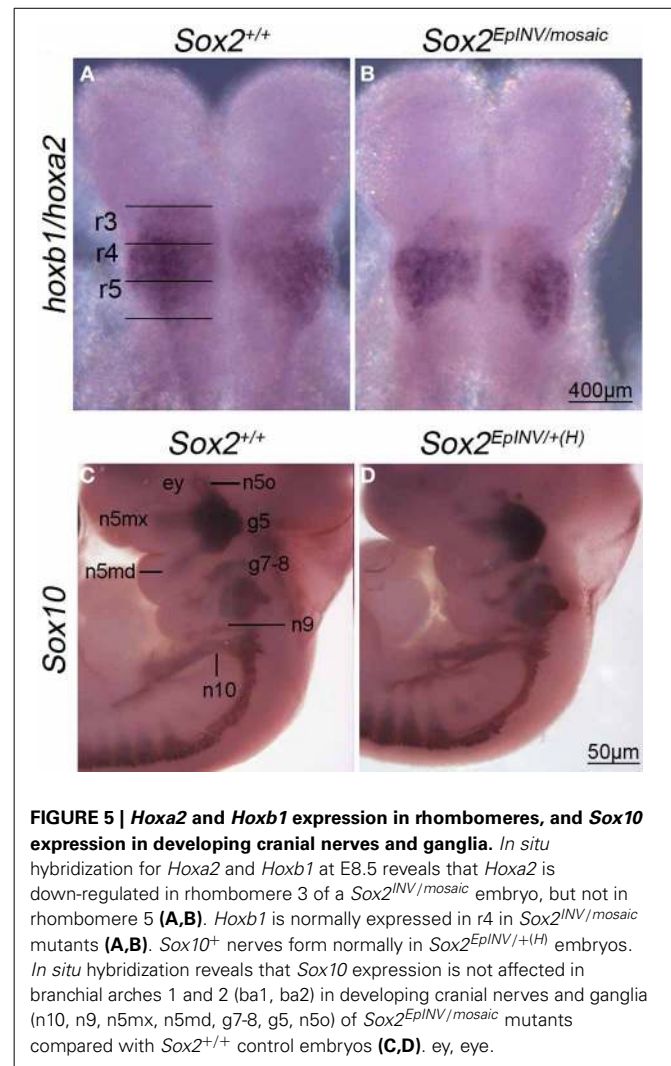 Sox2+/+
Sox2EpINV/mosaic
A
B
hoxb1/hoxa2
r3
r4
r5
400µm
Sox2+/+
Sox2EpINV/+(H)
C
D
ey
n5o
n5mx
g5
n5md
g7-8
n9
n10
Sox10
50µm
FIGURE 5 | Hoxa2 and Hoxb1 expression in rhombomeres, and Sox10
expression in developing cranial nerves and ganglia. In situ
hybridization for Hoxa2 and Hoxb1 at E8.5 reveals that Hoxa2 is
down-regulated in rhombomere 3 of a Sox2INV/mosaic embryo, but not in
rhombomere 5 (A,B). Hoxb1 is normally expressed in r4 in Sox2INV/mosaic
mutants (A,B). Sox10+ nerves form normally in Sox2EpINV/+(H) embryos.
In situ hybridization reveals that Sox10 expression is not affected in
branchial arches 1 and 2 (ba1, ba2) in developing cranial nerves and ganglia
(n10, n9, n5mx, n5md, g7-8, g5, n5o) of Sox2EpINV/mosaic mutants
compared with Sox2+/+ control embryos (C,D). ey, eye.